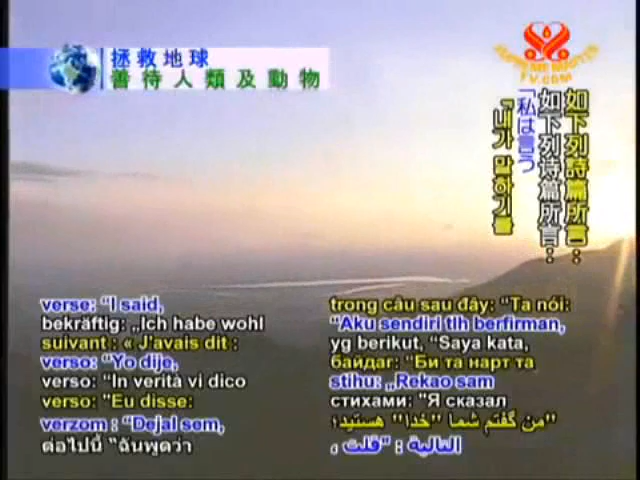 拯救地球
善待人類及動物
SUPREME MASTER
TV.COM
如下列詩篇所言：
如下列诗篇所言：
「私は言う
"내가 말하기를
verse: "I said,
bekräftig: „Ich habe wohl
suivant : « J'avais dit :
verso: "Yo dije,
verso: "In verità vi dico
verso: "Eu disse:
verzom : "Dejal sem,
ต่อไปนี้ "ฉันพูดว่า
trong câu sau đây: "Ta nói:
"Aku sendiri tlh berfirman,
yg berikut, "Saya kata,
байдаг: "Би та нарт та
stihu: „Rekao sam
стихами: "Я сказал
"من گفتم شما "خدا" هستید؛
التالية : "قلت ،